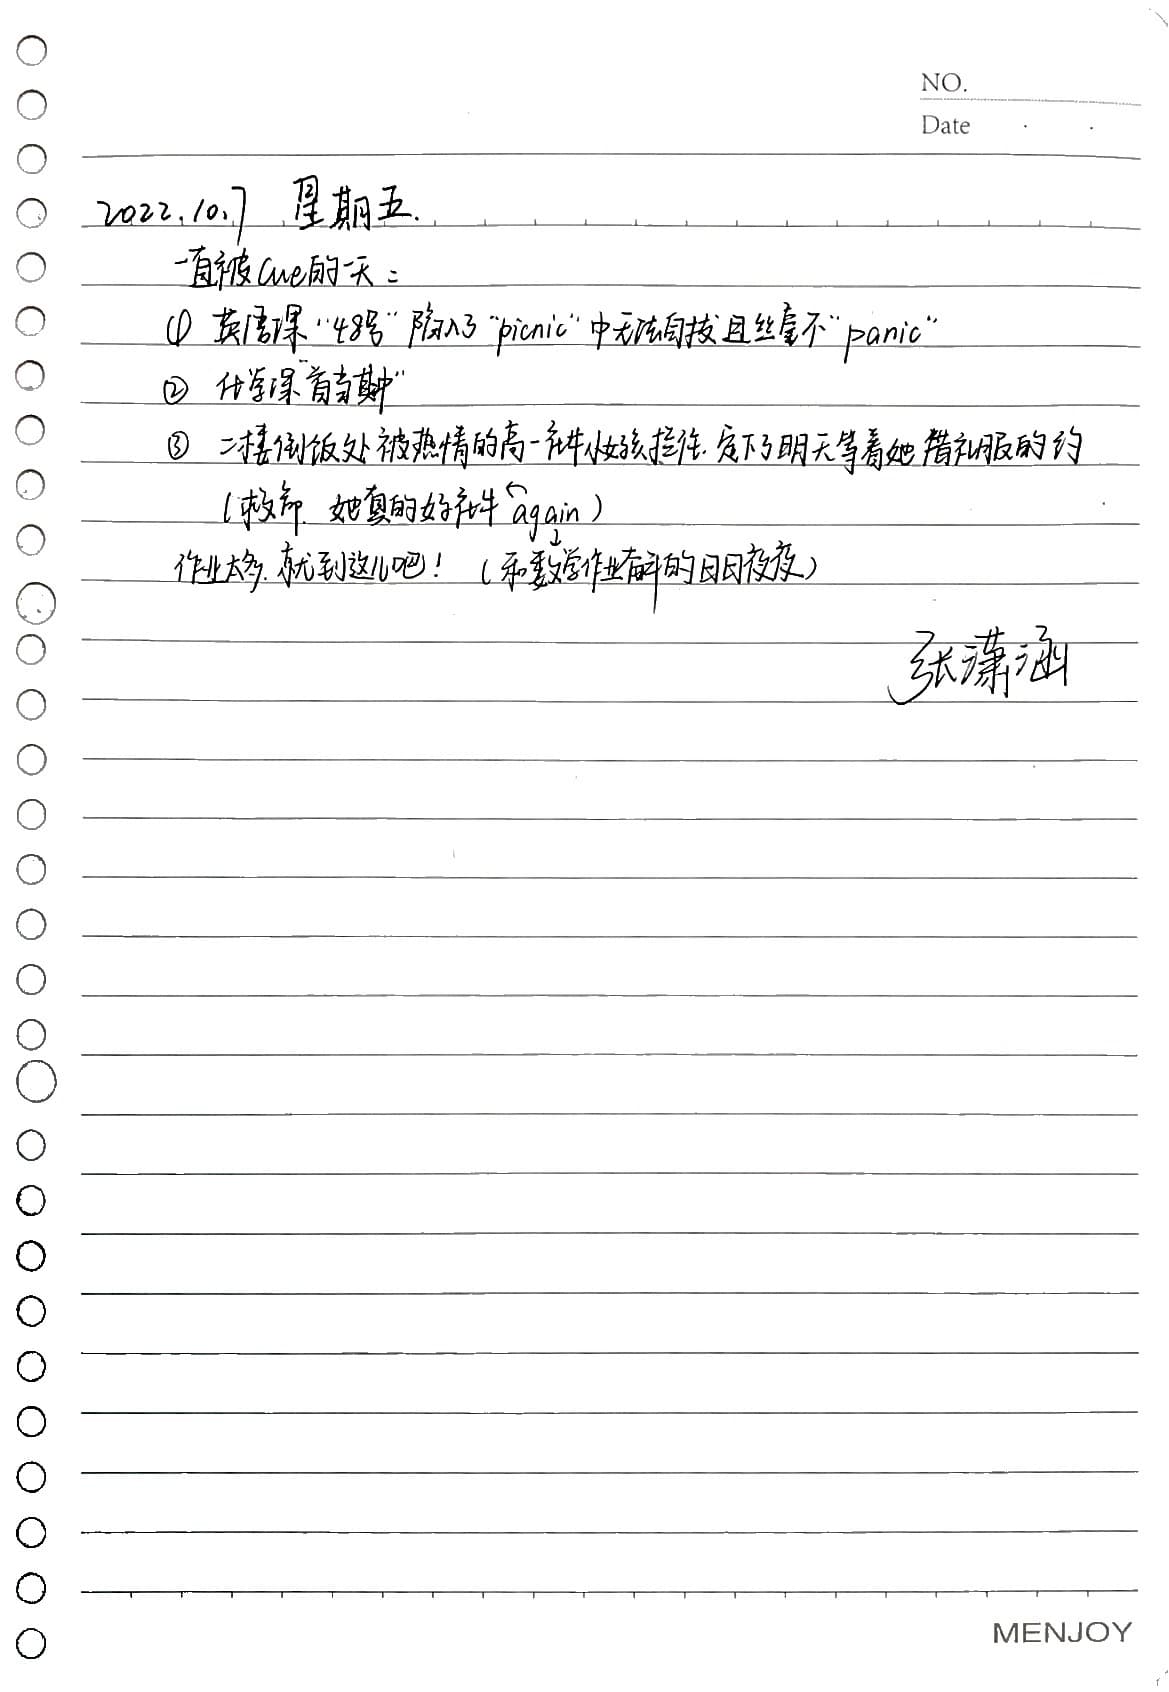 NO.
Date . .
2022.10.7 星期五.
一直被cue的一天：
① 英语课“48号”陷入了“picnic”中无法自拔且丝毫不“panic”
② 化学课“首当其冲”
③ 二楼倒饭处被热情的高一社牛小女孩拦住.定下了明天等着她借礼服的约
(救命.她真的好社牛 again)
作业太多.就到这儿吧！(和数学作业奋斗的日日夜夜)
张潇涵
MENJOY